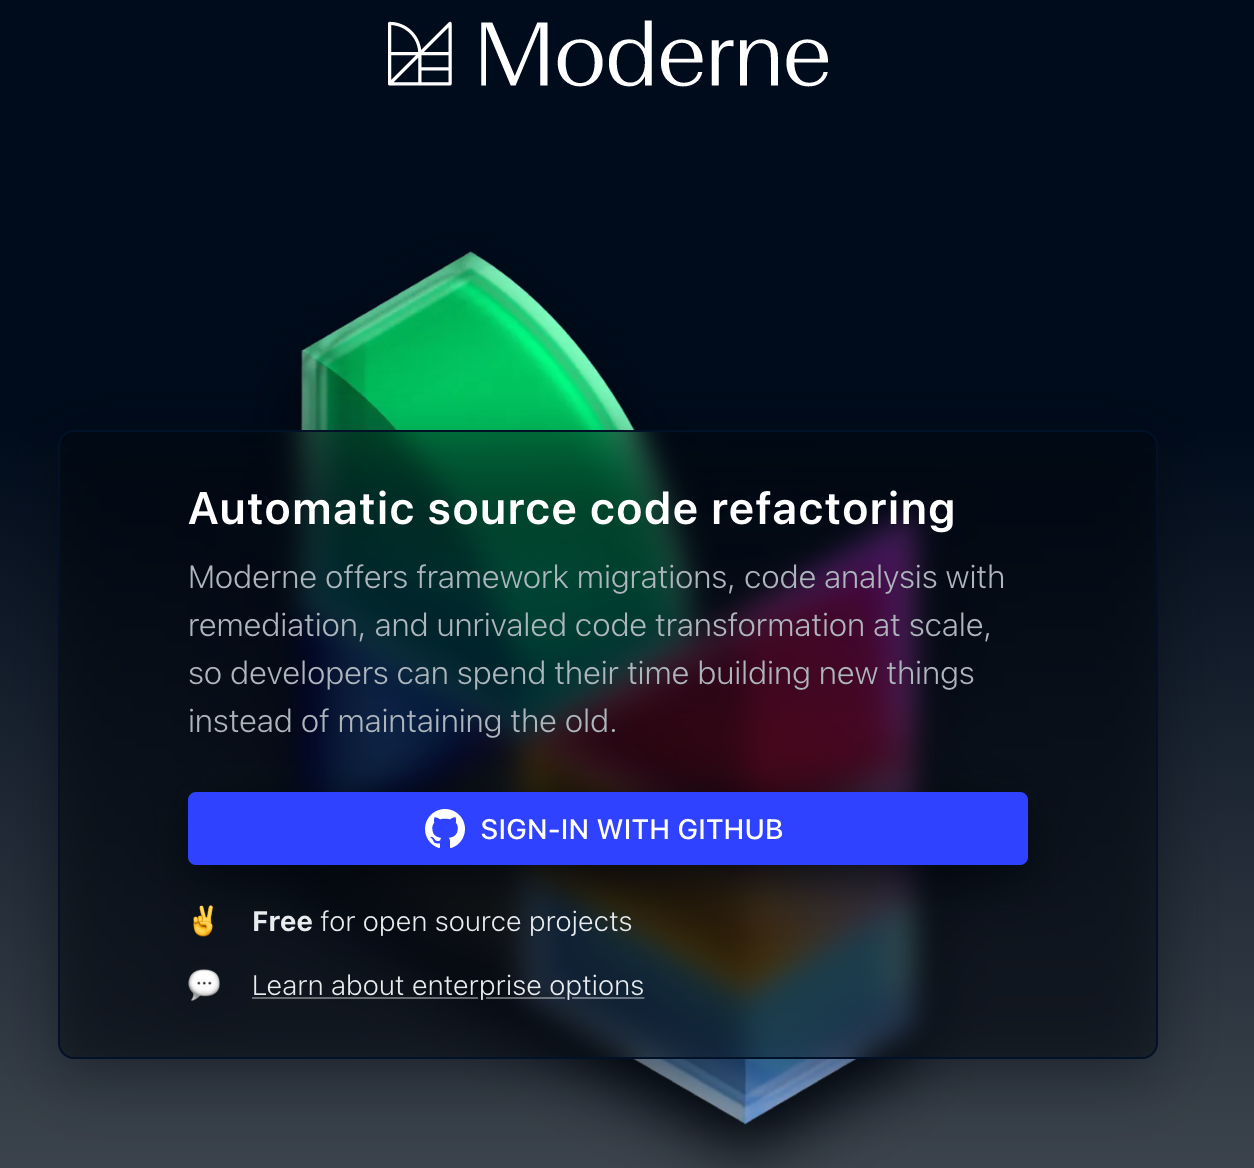 Moderne
Automatic source code refactoring
Moderne offers framework migrations, code analysis with
remediation, and unrivaled code transformation at scale,
so developers can spend their time building new things
instead of maintaining the old.
SIGN-IN WITH GITHUB
Free for open source projects
Learn about enterprise options